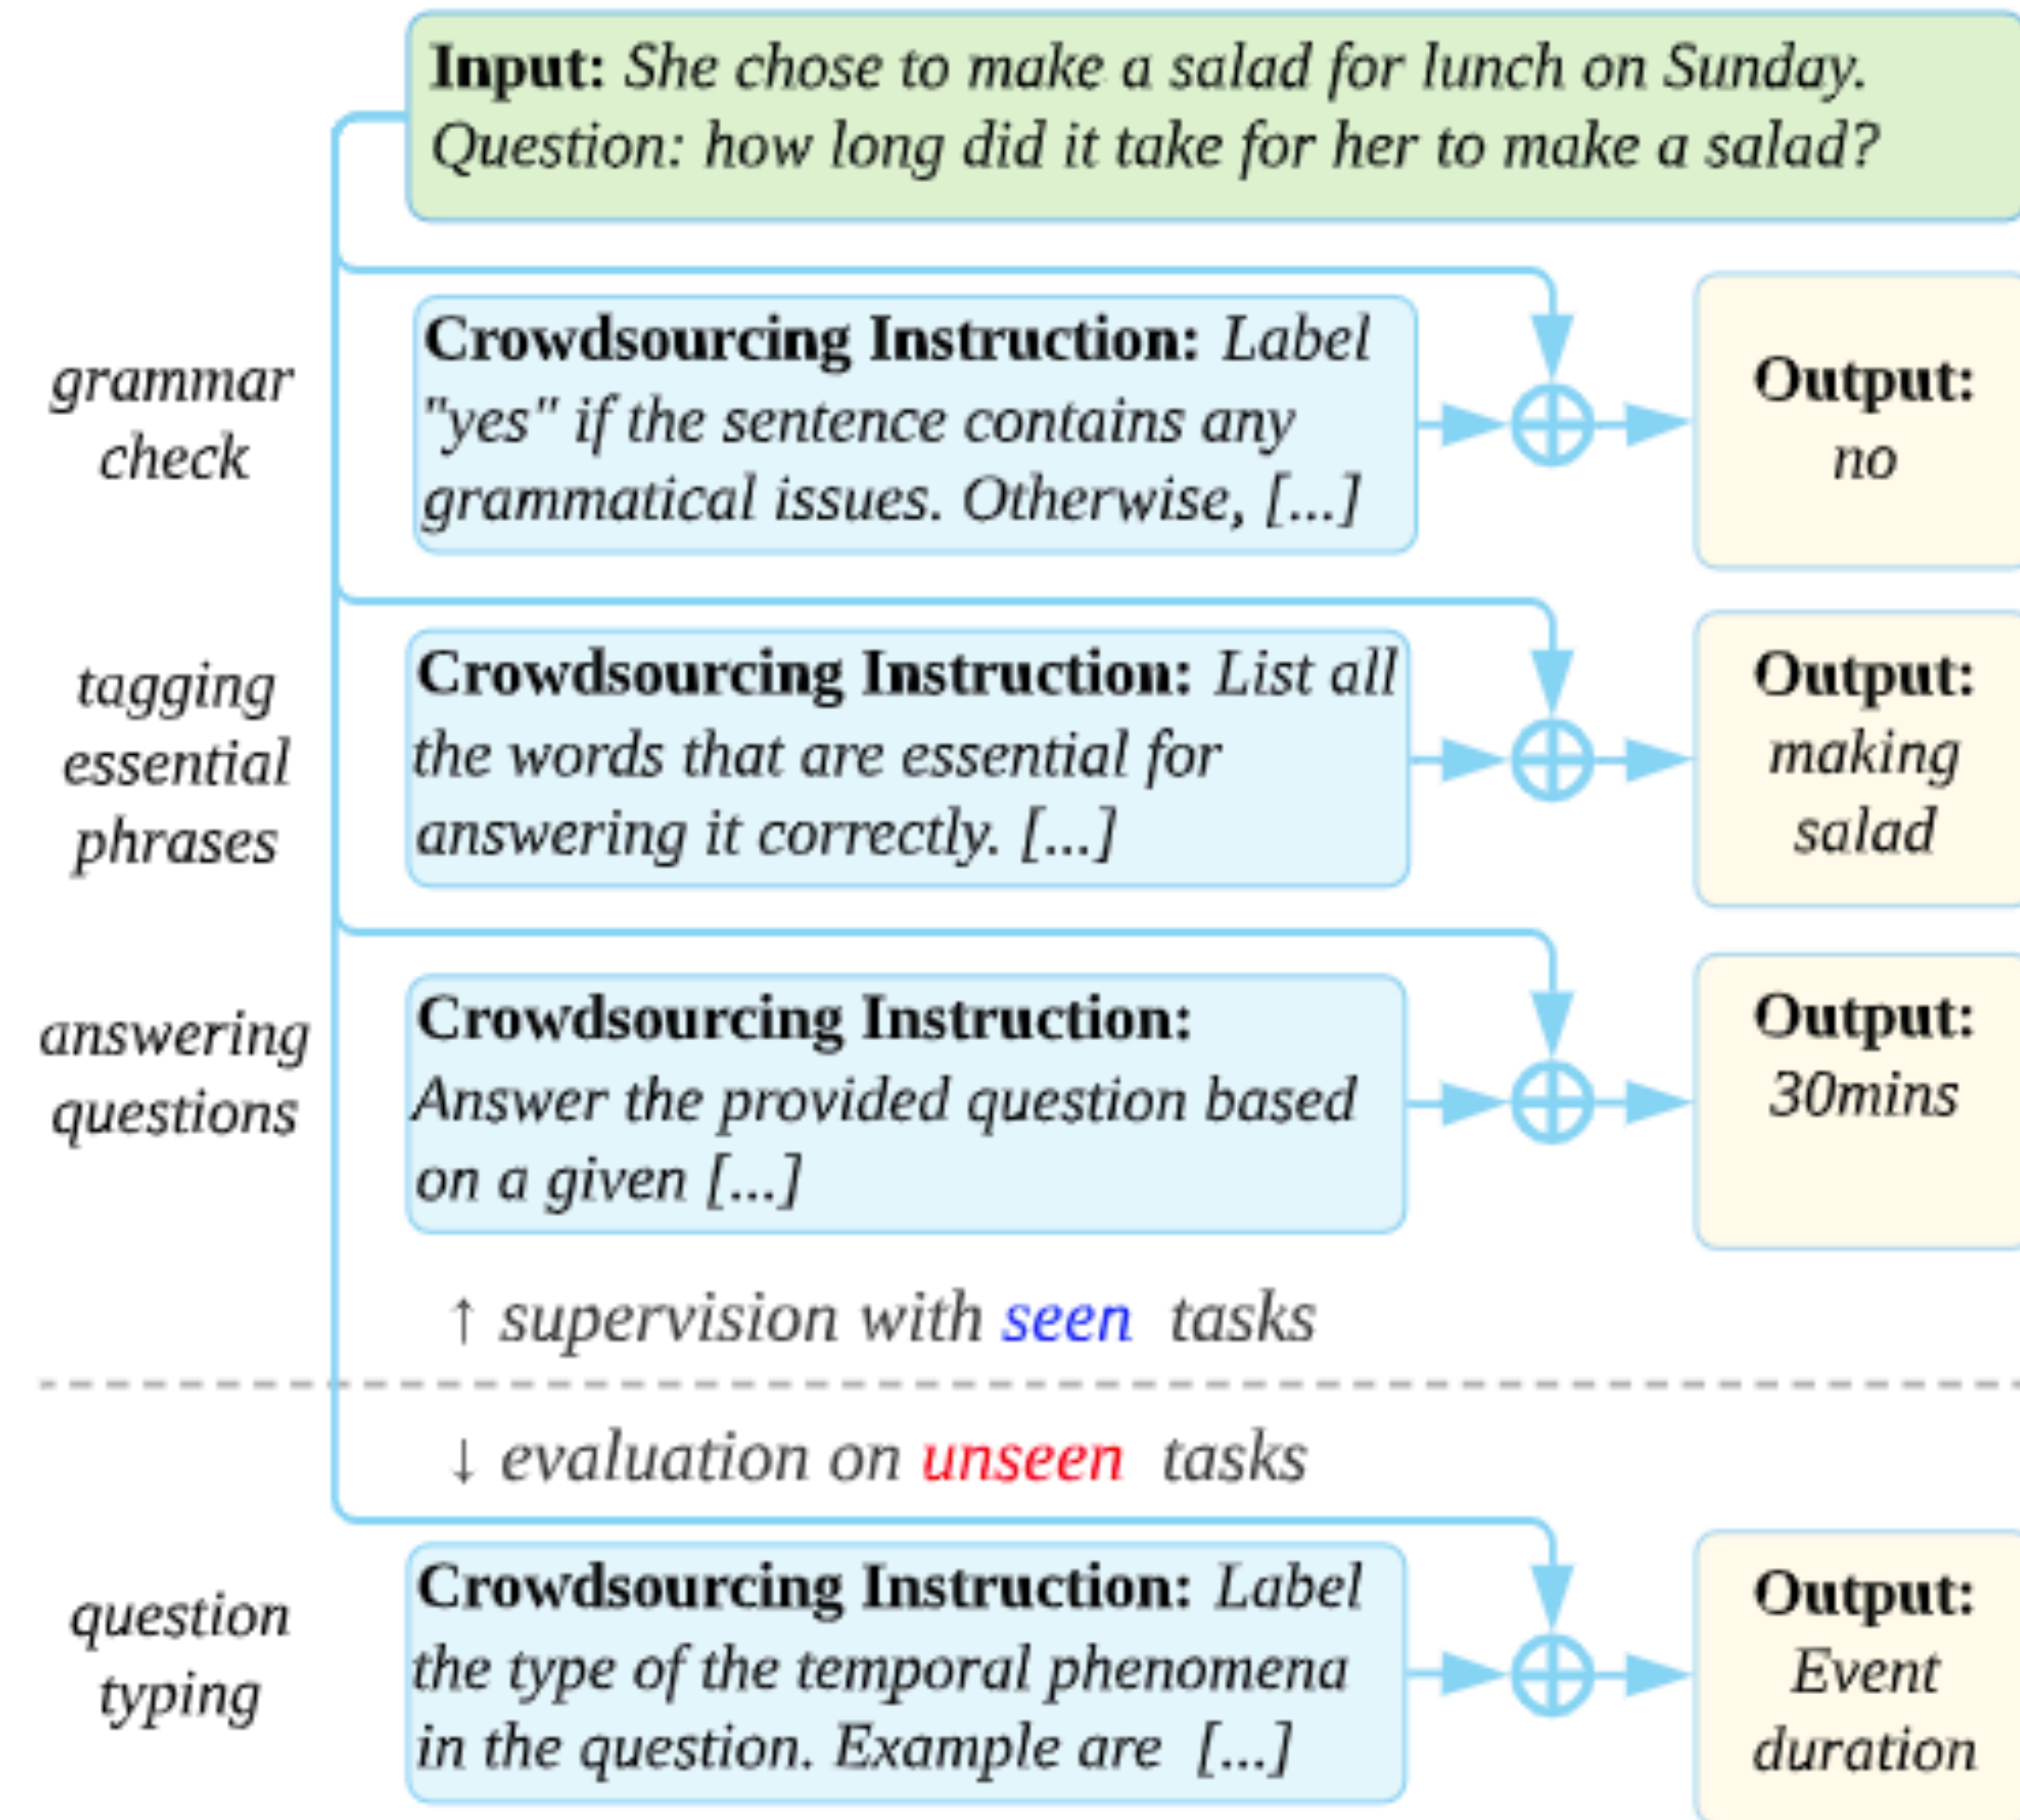 Input: She chose to make a salad for lunch on Sunday.
Question: how long did it take for her to make a salad?
grammar
check
Crowdsourcing Instruction: Label
"yes" if the sentence contains any
grammatical issues. Otherwise, [...]
Output:
no
tagging
essential
phrases
Crowdsourcing Instruction: List all
the words that are essential for
answering it correctly. [...]
Output:
making
salad
answering
questions
Crowdsourcing Instruction:
Answer the provided question based
on a given [...]
Output:
30mins
↑ supervision with seen tasks
↓ evaluation on unseen tasks
question
typing
Crowdsourcing Instruction: Label
the type of the temporal phenomena
in the question. Example are [...]
Output:
Event
duration